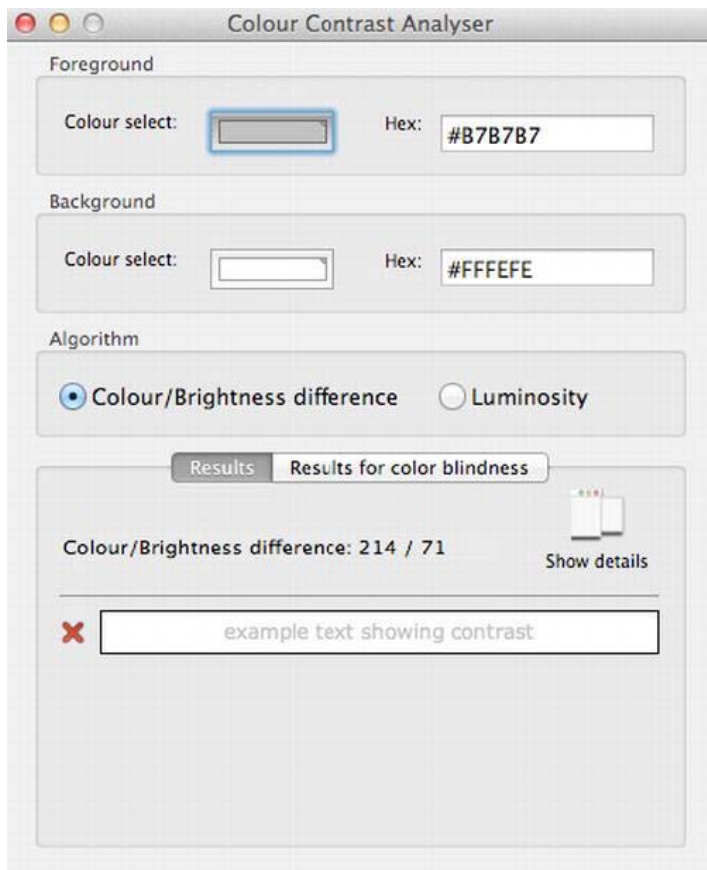 Colour Contrast Analyser
Foreground
Colour select: Hex: #B7B7B7
Background
Colour select: Hex: #FFFEFE
Algorithm
Colour/Brightness difference Luminosity
Results Results for color blindness
Colour/Brightness difference: 214 / 71
Show details
example text showing contrast